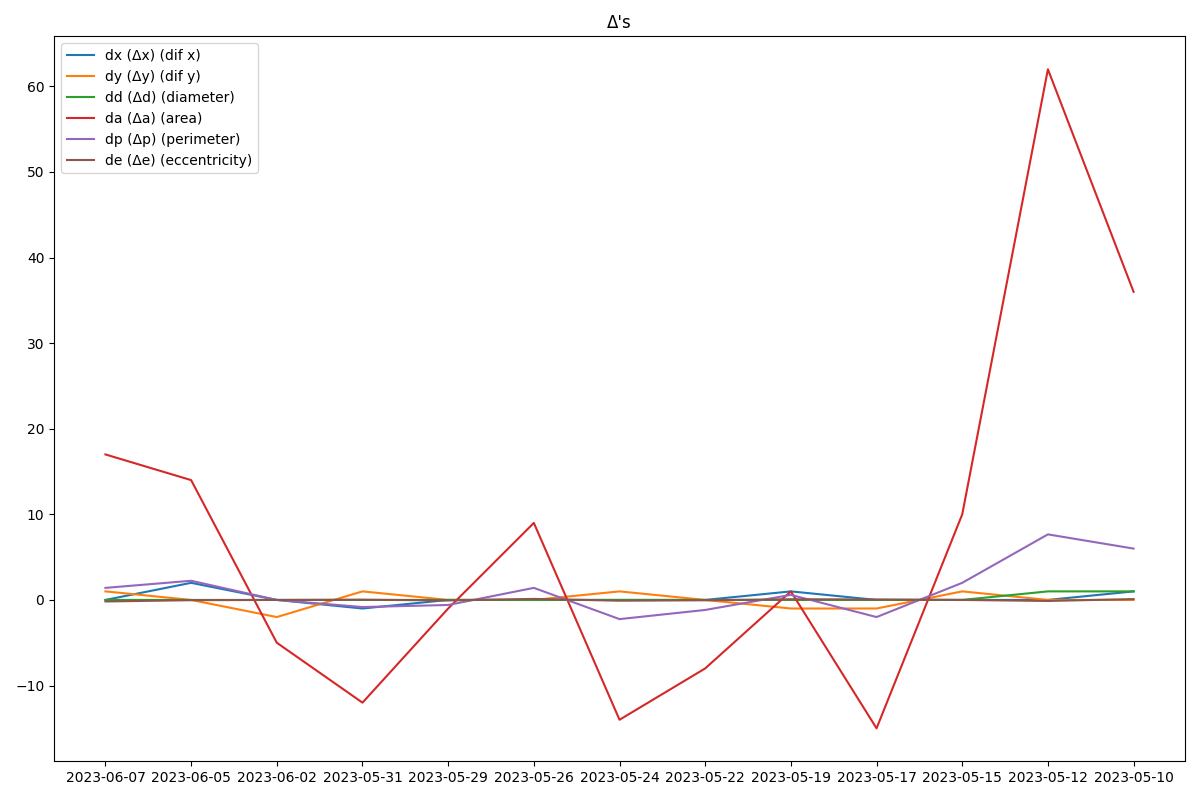 Δ's
dx (Δx) (dif x)
dy (Δy) (dif y)
dd (Δd) (diameter)
da (Δa) (area)
dp (Δp) (perimeter)
de (Δe) (eccentricity)
60
50
40
30
20
10
0
−10
2023-06-07 2023-06-05 2023-06-02 2023-05-31 2023-05-29 2023-05-26 2023-05-24 2023-05-22 2023-05-19 2023-05-17 2023-05-15 2023-05-12 2023-05-10